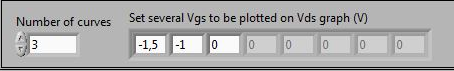 Number of curves
Set several Vgs to be plotted on Vds graph (V)
3
-1,5 -1 0 0 0 0 0 0